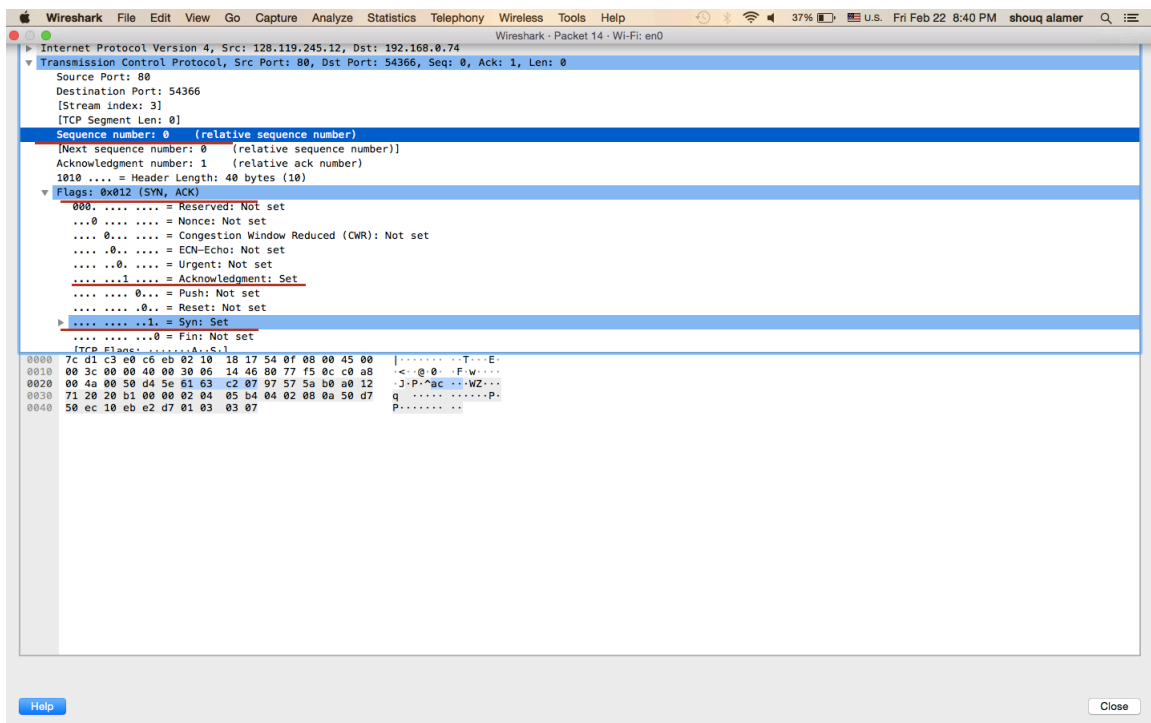 Wireshark File Edit View Go Capture Analyze Statistics Telephony Wireless Tools Help 37% U.S. Fri Feb 22 8:40 PM shouq alamer
Wireshark · Packet 14 · Wi-Fi: en0
Internet Protocol Version 4, Src: 128.119.245.12, Dst: 192.168.0.74
Transmission Control Protocol, Src Port: 80, Dst Port: 54366, Seq: 0, Ack: 1, Len: 0
Source Port: 80
Destination Port: 54366
[Stream index: 3]
[TCP Segment Len: 0]
Sequence number: 0 (relative sequence number)
[Next sequence number: 0 (relative sequence number)]
Acknowledgment number: 1 (relative ack number)
1010 .... = Header Length: 40 bytes (10)
Flags: 0x012 (SYN, ACK)
000. .... .... = Reserved: Not set
...0 .... .... = Nonce: Not set
.... 0... .... = Congestion Window Reduced (CWR): Not set
.... .0.. .... = ECN-Echo: Not set
.... ..0. .... = Urgent: Not set
.... ...1 .... = Acknowledgment: Set
.... .... 0... = Push: Not set
.... .... .0.. = Reset: Not set
.... .... ..1. = Syn: Set
.... .... ...0 = Fin: Not set
[TCP Flags: ·······A··S·]
0000 7c d1 c3 e0 c6 eb 02 10 18 17 54 0f 08 00 45 00 |······· ··T···E·
0010 00 3c 00 00 40 00 30 06 14 46 80 77 f5 0c c0 a8 ·<··@·0· ·F·w····
0020 00 4a 00 50 d4 5e 61 63 c2 07 97 57 5a b0 a0 12 ·J·P·^ac ···WZ···
0030 71 20 20 b1 00 00 02 04 05 b4 04 02 08 0a 50 d7 q ····· ······P·
0040 50 ec 10 eb e2 d7 01 03 03 07 P······· ··
Help Close